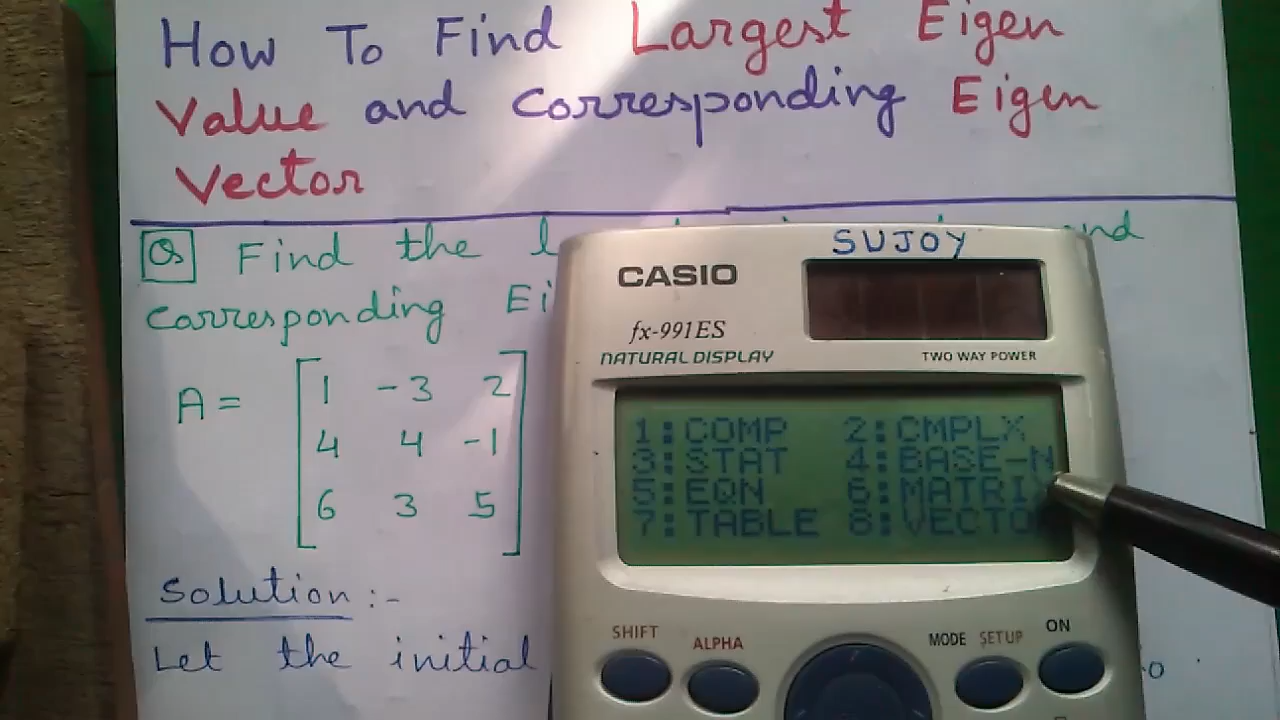 How To Find Largest Eigen
Value and Corresponding Eigen
Vector
Q Find the
Corresponding
A =
1 -3 2
4 4 -1
6 3 5
Solution :-
Let the initial
SUJOY
CASIO
fx-991ES
NATURAL DISPLAY
TWO WAY POWER
1:COMP 2:CMPLX
3:STAT 4:BASE-N
5:EQN 6:MATRIX
7:TABLE 8:VECTO
SHIFT ALPHA MODE SETUP ON